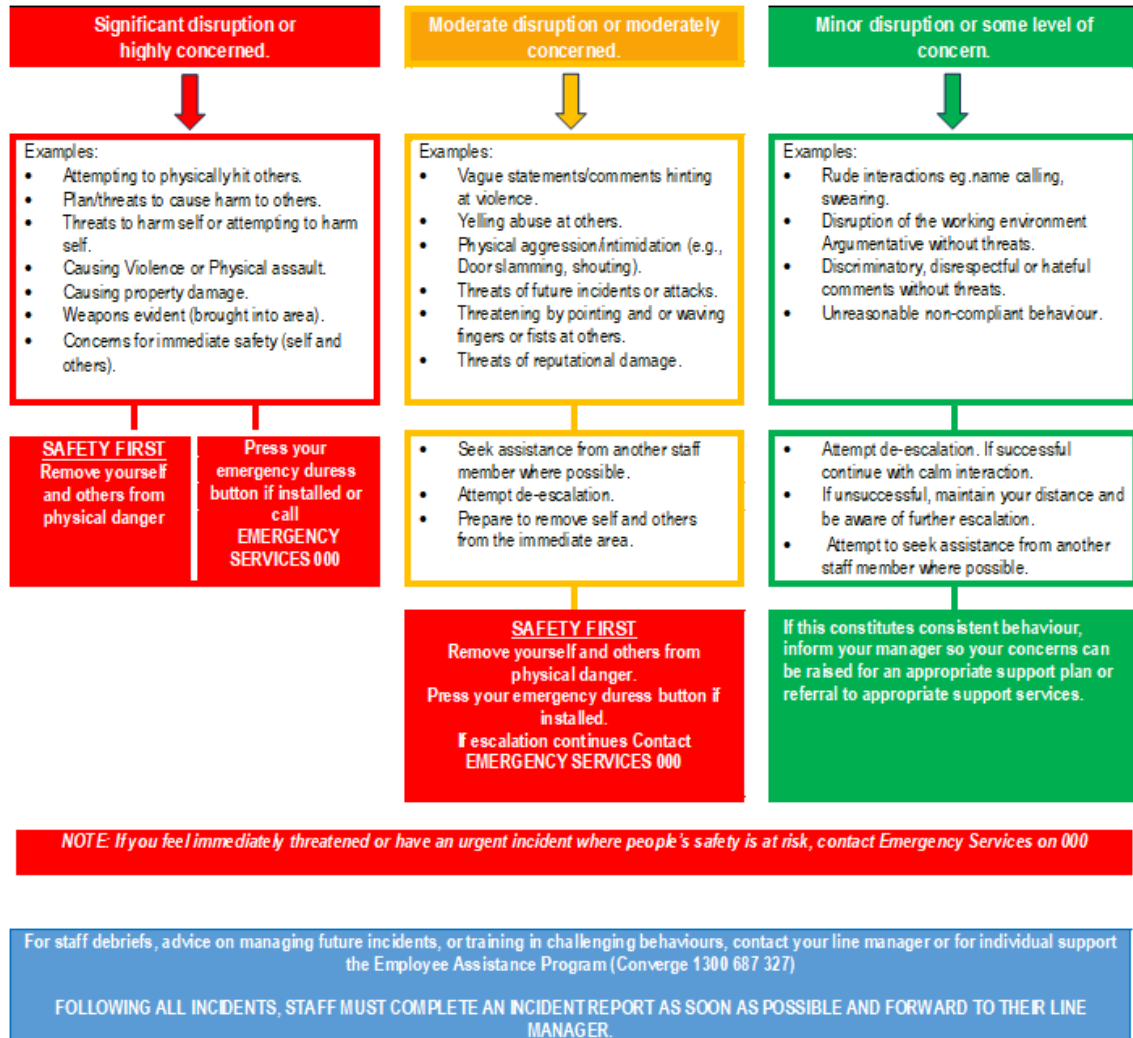 Significant disruption or
highly concerned.
Examples:
• Attempting to physically hit others.
• Plan/threats to cause harm to others.
• Threats to harm self or attempting to harm
self.
• Causing Violence or Physical assault.
• Causing property damage.
• Weapons evident (brought into area).
• Concerns for immediate safety (self and
others).
SAFETY FIRST
Remove yourself
and others from
physical danger
Press your
emergency duress
button if installed or
call
EMERGENCY
SERVICES 000
Moderate disruption or moderately
concerned.
Examples:
• Vague statements/comments hinting
at violence.
• Yelling abuse at others.
• Physical aggression/intimidation (e.g.,
Door slamming, shouting).
• Threats of future incidents or attacks.
• Threatening by pointing and or waving
fingers or fists at others.
• Threats of reputational damage.
• Seek assistance from another staff
member where possible.
• Attempt de-escalation.
• Prepare to remove self and others
from the immediate area.
SAFETY FIRST
Remove yourself and others from
physical danger.
Press your emergency duress button if
installed.
If escalation continues Contact
EMERGENCY SERVICES 000
Minor disruption or some level of
concern.
Examples:
• Rude interactions eg.name calling,
swearing.
• Disruption of the working environment
Argumentative without threats.
• Discriminatory, disrespectful or hateful
comments without threats.
• Unreasonable non-compliant behaviour.
• Attempt de-escalation. If successful
continue with calm interaction.
• If unsuccessful, maintain your distance and
be aware of further escalation.
• Attempt to seek assistance from another
staff member where possible.
If this constitutes consistent behaviour,
inform your manager so your concerns can
be raised for an appropriate support plan or
referral to appropriate support services.
NOTE: If you feel immediately threatened or have an urgent incident where people's safety is at risk, contact Emergency Services on 000
For staff debriefs, advice on managing future incidents, or training in challenging behaviours, contact your line manager or for individual support
the Employee Assistance Program (Converge 1300 687 327)
FOLLOWING ALL INCIDENTS, STAFF MUST COMPLETE AN INCIDENT REPORT AS SOON AS POSSIBLE AND FORWARD TO THEIR LINE
MANAGER.